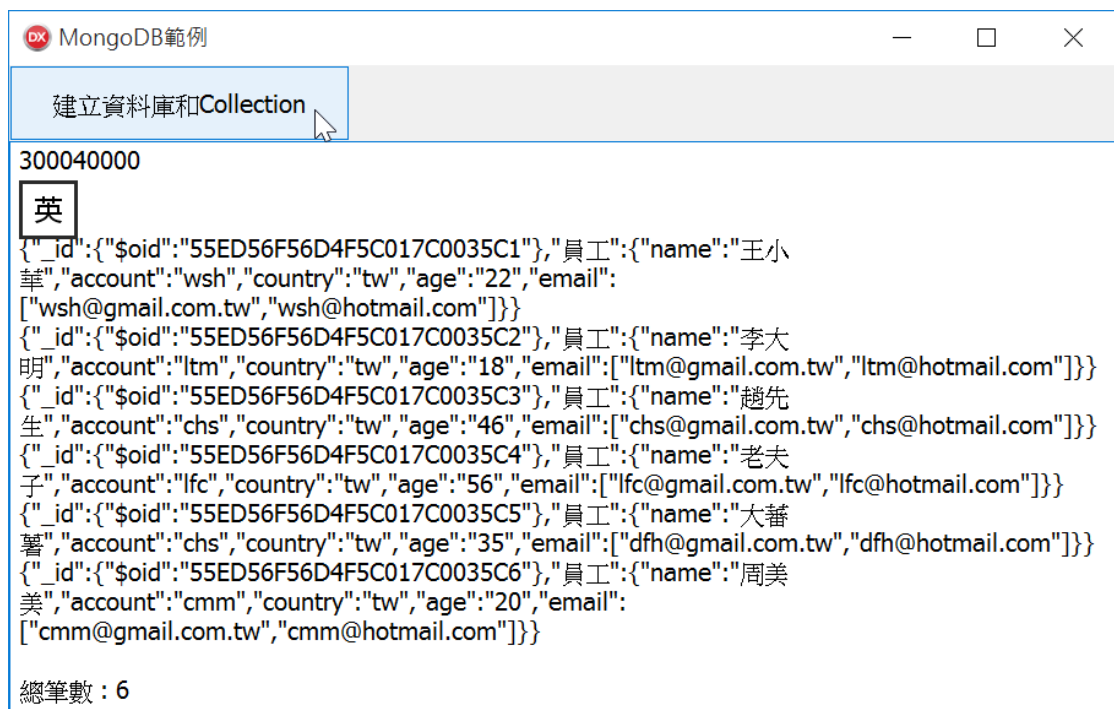 DX MongoDB範例
建立資料庫和Collection
300040000
英
{"_id":{"$oid":"55ED56F56D4F5C017C0035C1"},"員工":{"name":"王小
華","account":"wsh","country":"tw","age":"22","email":
["wsh@gmail.com.tw","wsh@hotmail.com"]}}
{"_id":{"$oid":"55ED56F56D4F5C017C0035C2"},"員工":{"name":"李大
明","account":"ltm","country":"tw","age":"18","email":["ltm@gmail.com.tw","ltm@hotmail.com"]}}
{"_id":{"$oid":"55ED56F56D4F5C017C0035C3"},"員工":{"name":"趙先
生","account":"chs","country":"tw","age":"46","email":["chs@gmail.com.tw","chs@hotmail.com"]}}
{"_id":{"$oid":"55ED56F56D4F5C017C0035C4"},"員工":{"name":"老夫
子","account":"lfc","country":"tw","age":"56","email":["lfc@gmail.com.tw","lfc@hotmail.com"]}}
{"_id":{"$oid":"55ED56F56D4F5C017C0035C5"},"員工":{"name":"大蕃
薯","account":"chs","country":"tw","age":"35","email":["dfh@gmail.com.tw","dfh@hotmail.com"]}}
{"_id":{"$oid":"55ED56F56D4F5C017C0035C6"},"員工":{"name":"周美
美","account":"cmm","country":"tw","age":"20","email":
["cmm@gmail.com.tw","cmm@hotmail.com"]}}
總筆數 : 6